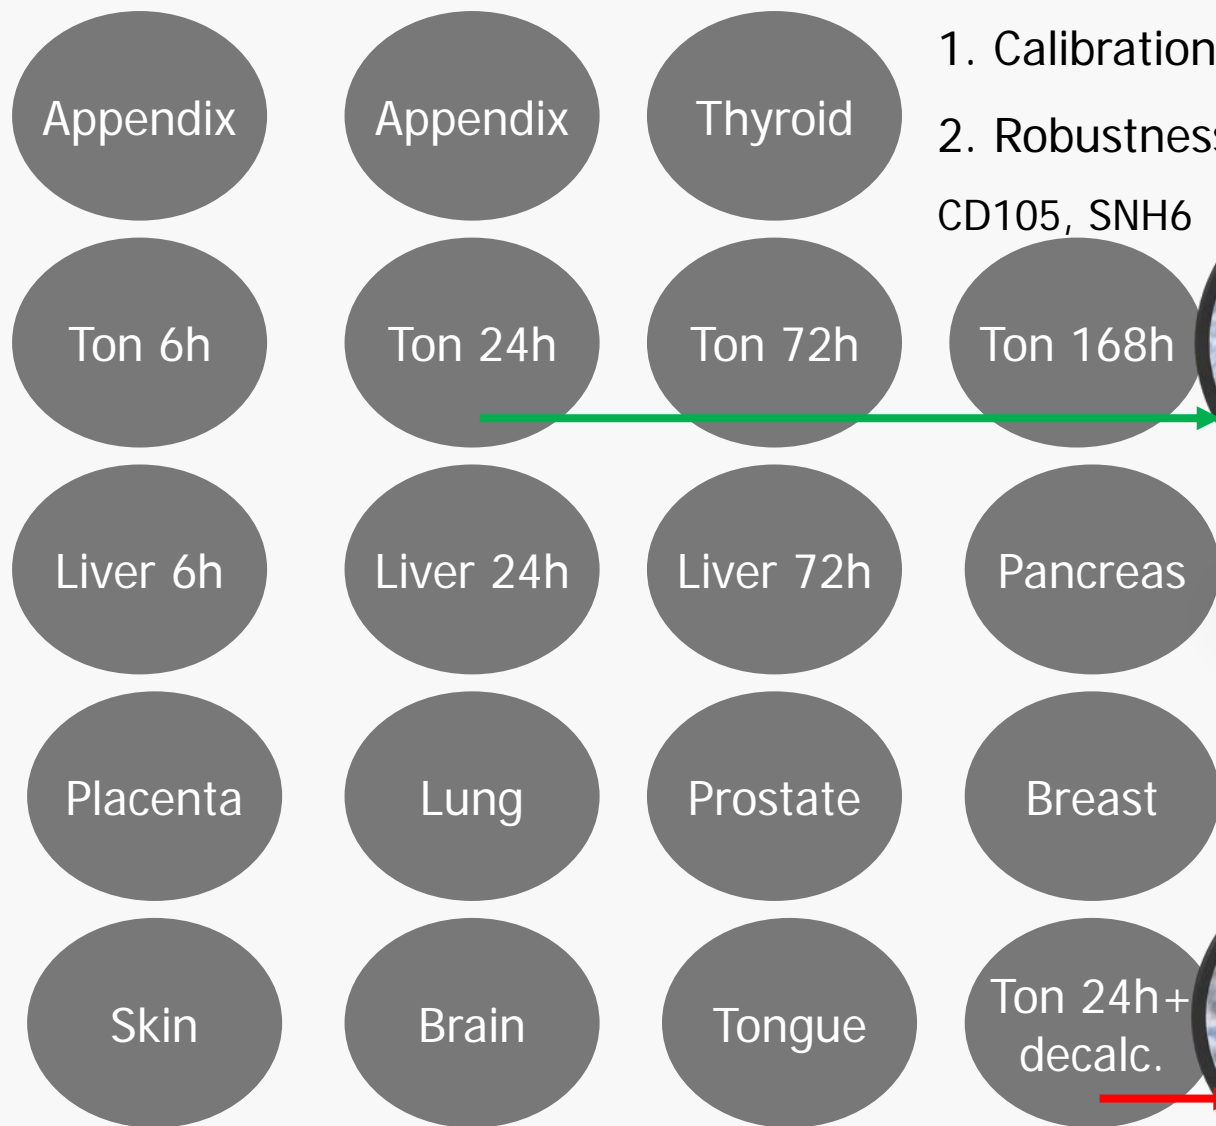 1. Calibration
2. Robustness
CD105, SNH6
Appendix
Appendix
Thyroid
Ton 6h
Ton 24h
Ton 72h
Ton 168h
Liver 6h
Liver 24h
Liver 72h
Pancreas
Placenta
Lung
Prostate
Breast
Skin
Brain
Tongue
Ton 24h+
decalc.